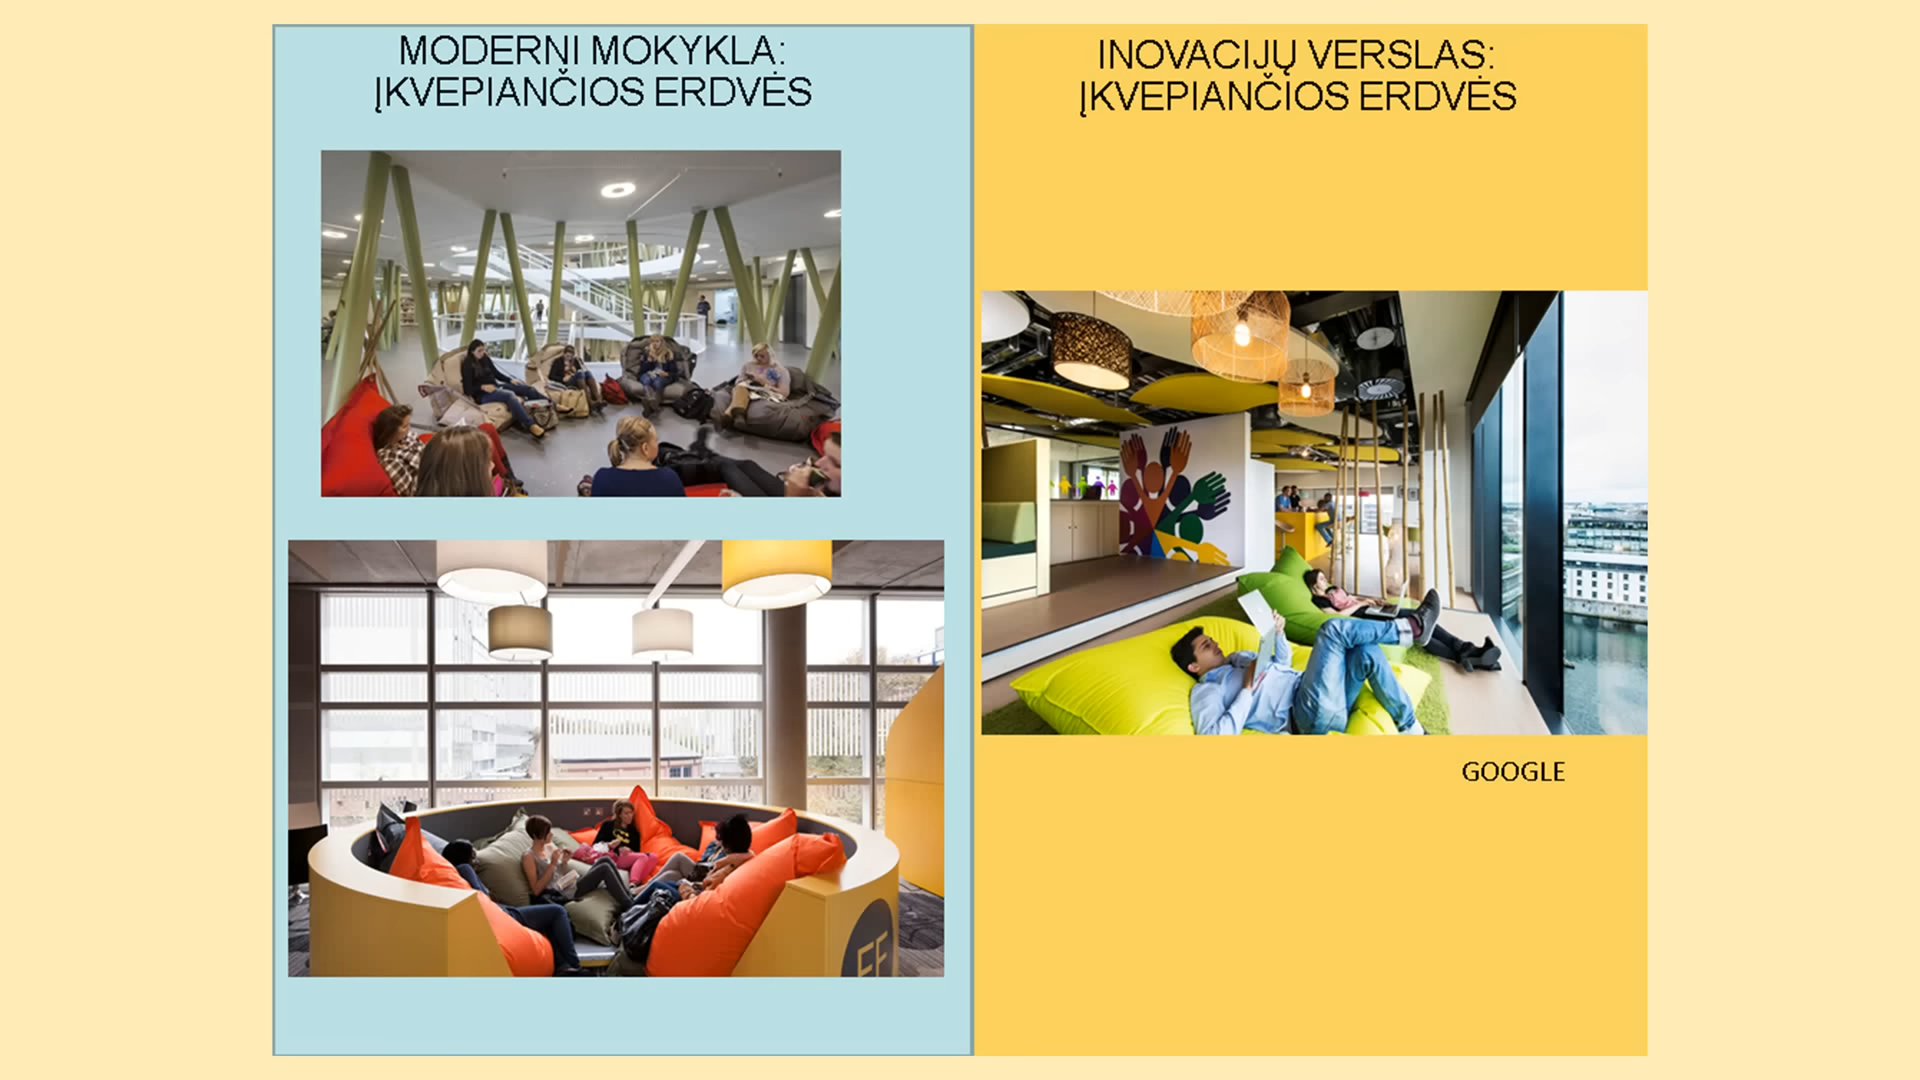 MODERNI MOKYKLA:
ĮKVEPIANČIOS ERDVĖS
INOVACIJŲ VERSLAS:
ĮKVEPIANČIOS ERDVĖS
GOOGLE